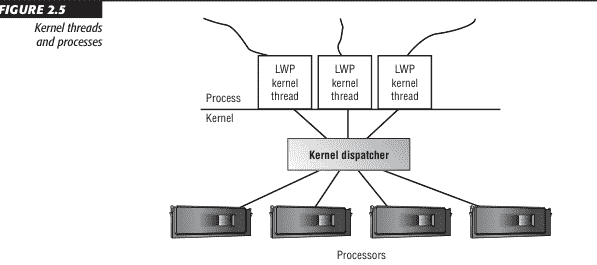 FIGURE 2.5
Kernel threads
and processes
LWP
kernel
thread
LWP
kernel
thread
LWP
kernel
thread
Process
Kernel
Kernel dispatcher
Processors